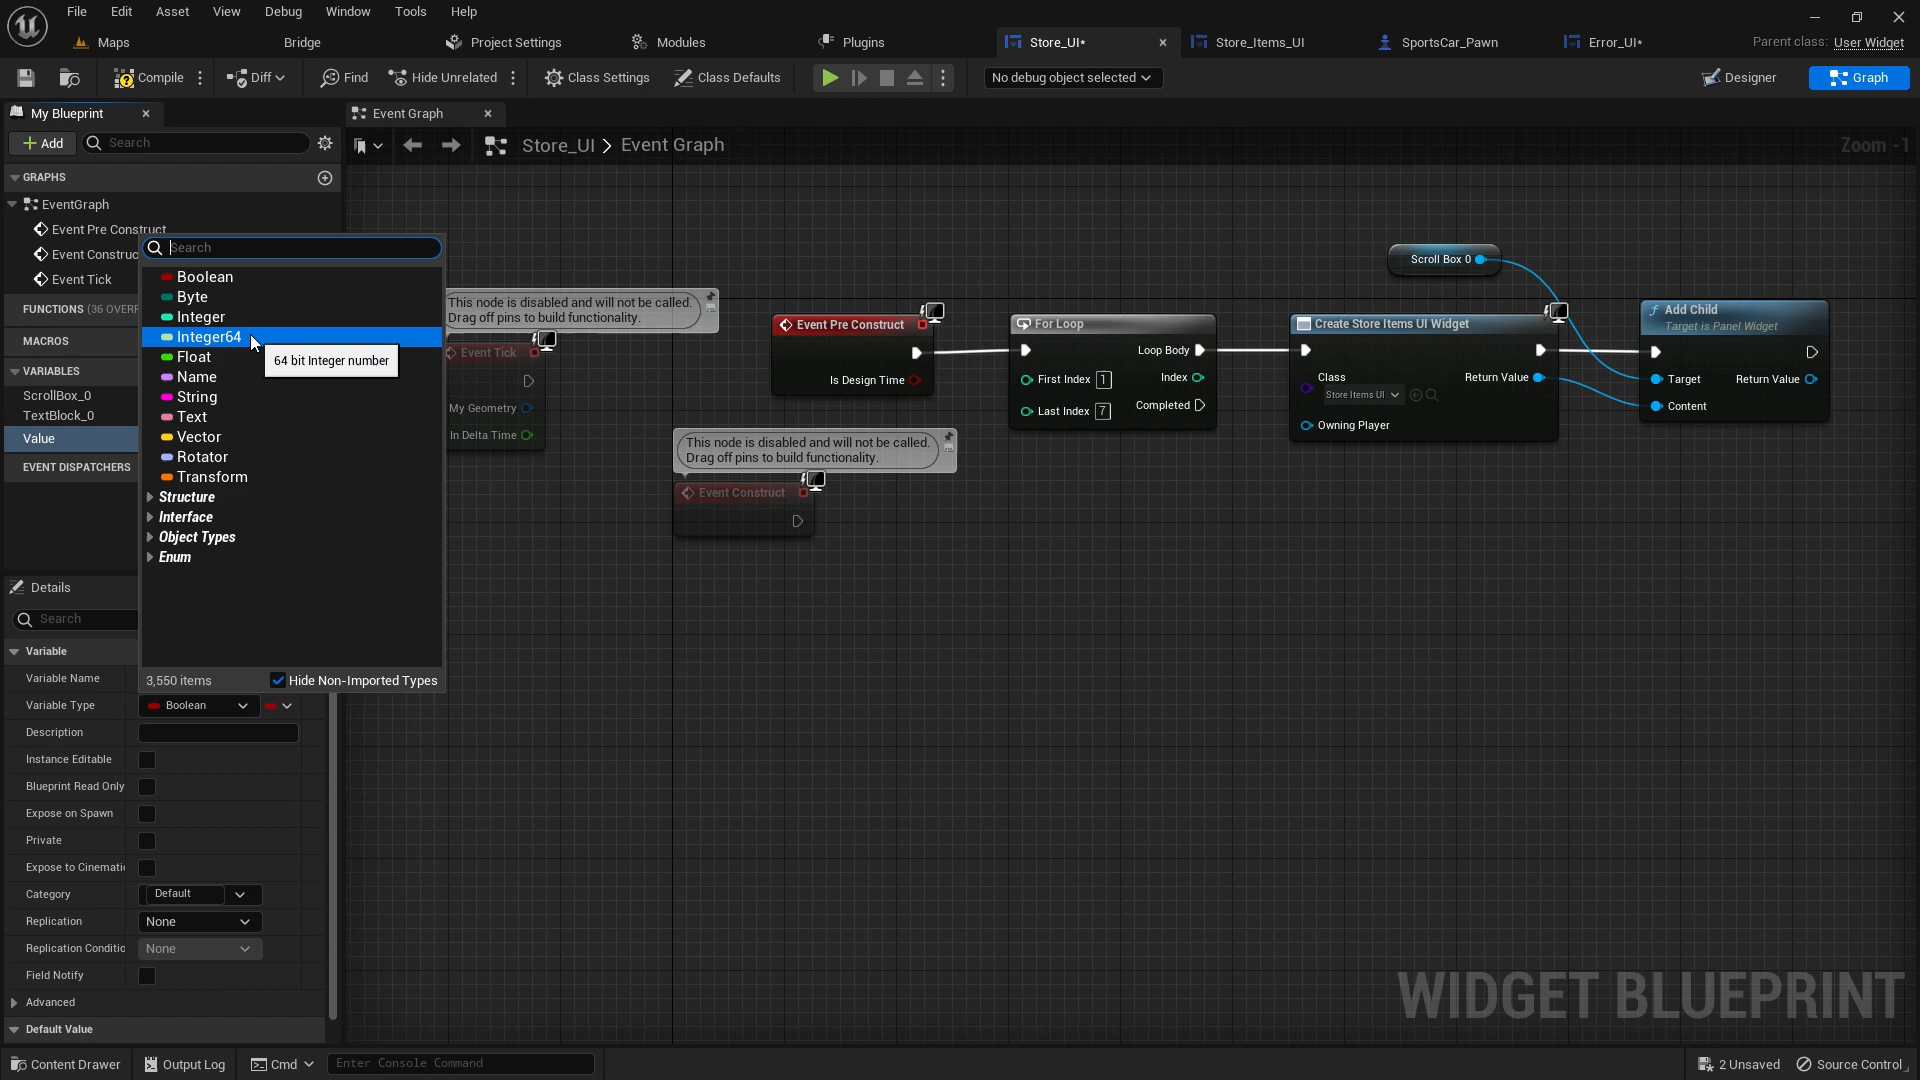 File Edit Asset View Debug Window Tools Help
Maps Bridge Project Settings Modules Plugins Store_UI* Store_Items_UI SportsCar_Pawn Error_UI* Parent class: User Widget
Compile Diff Find Hide Unrelated Class Settings Class Defaults No debug object selected Designer Graph
My Blueprint Event Graph
Add Search Store_UI > Event Graph Zoom -1
GRAPHS
EventGraph
Event Pre Construct
Event Construc
Event Tick
FUNCTIONS (36 OVERR
MACROS
VARIABLES
ScrollBox_0
TextBlock_0
Value
EVENT DISPATCHERS
Search
Boolean
Byte
Integer
Integer64
64 bit Integer number
Float
Name
String
Text
Vector
Rotator
Transform
Structure
Interface
Object Types
Enum
3,550 items Hide Non-Imported Types
This node is disabled and will not be called.
Drag off pins to build functionality.
Event Tick
My Geometry
In Delta Time
This node is disabled and will not be called.
Drag off pins to build functionality.
Event Construct
Event Pre Construct
Is Design Time
For Loop
Loop Body
First Index 1 Index
Last Index 7 Completed
Create Store Items UI Widget
Class Return Value
Store Items UI
Owning Player
Scroll Box 0
Add Child
Target is Panel Widget
Target Return Value
Content
Details
Search
Variable
Variable Name
Variable Type Boolean
Description
Instance Editable
Blueprint Read Only
Expose on Spawn
Private
Expose to Cinemati
Category Default
Replication None
Replication Conditio None
Field Notify
Advanced
Default Value
WIDGET BLUEPRINT
Content Drawer Output Log Cmd Enter Console Command 2 Unsaved Source Control